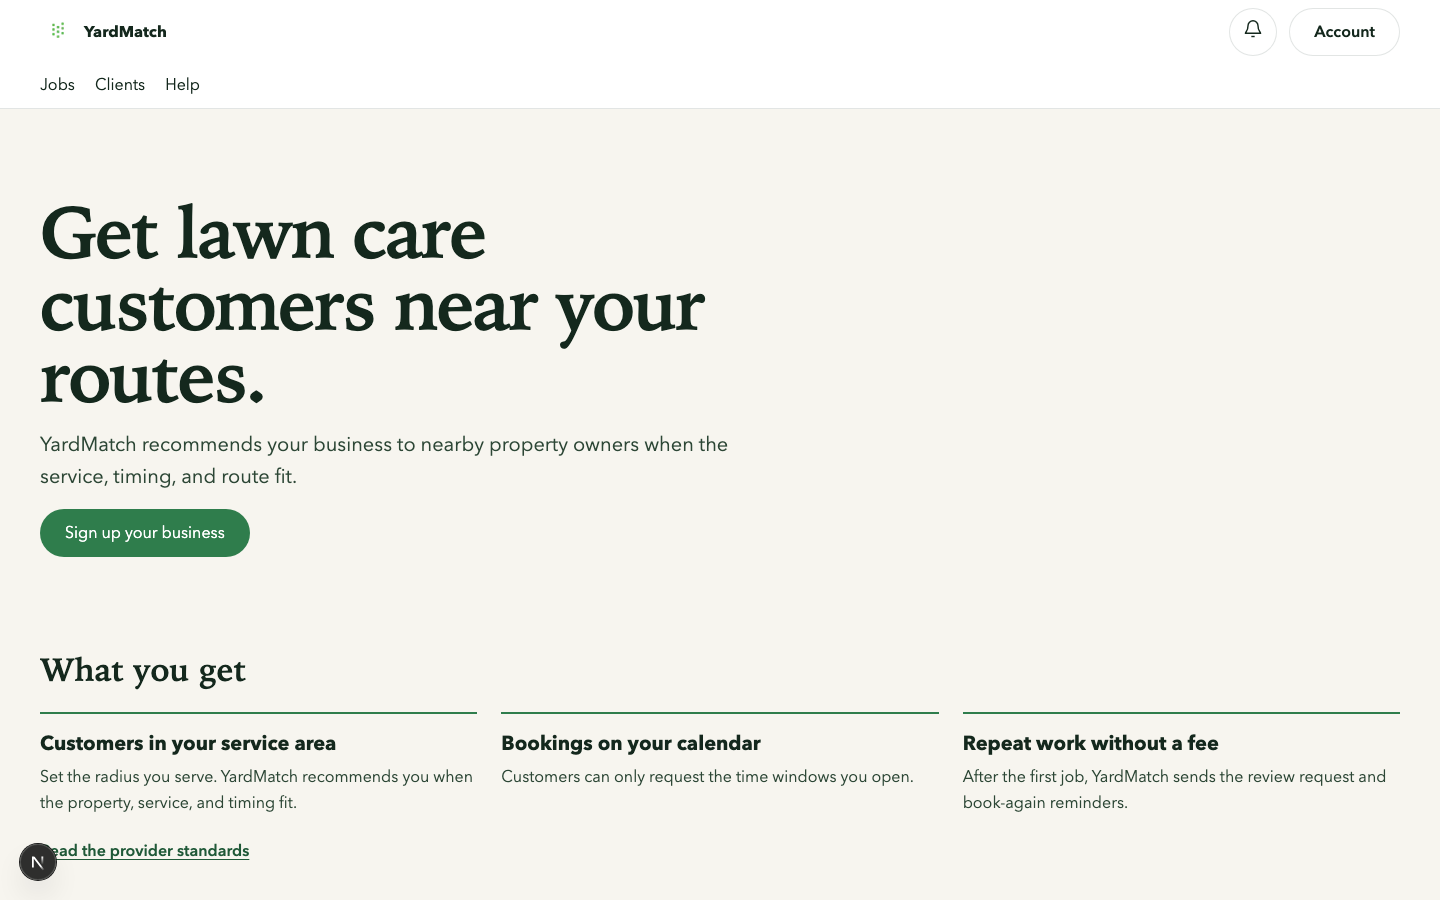 YardMatch
Account
Jobs
Clients
Help
Get lawn care
customers near your
routes.
YardMatch recommends your business to nearby property owners when the
service, timing, and route fit.
Sign up your business
What you get
Customers in your service area
Set the radius you serve. YardMatch recommends you when
the property, service, and timing fit.
Bookings on your calendar
Customers can only request the time windows you open.
Repeat work without a fee
After the first job, YardMatch sends the review request and
book-again reminders.
N
ead the provider standards